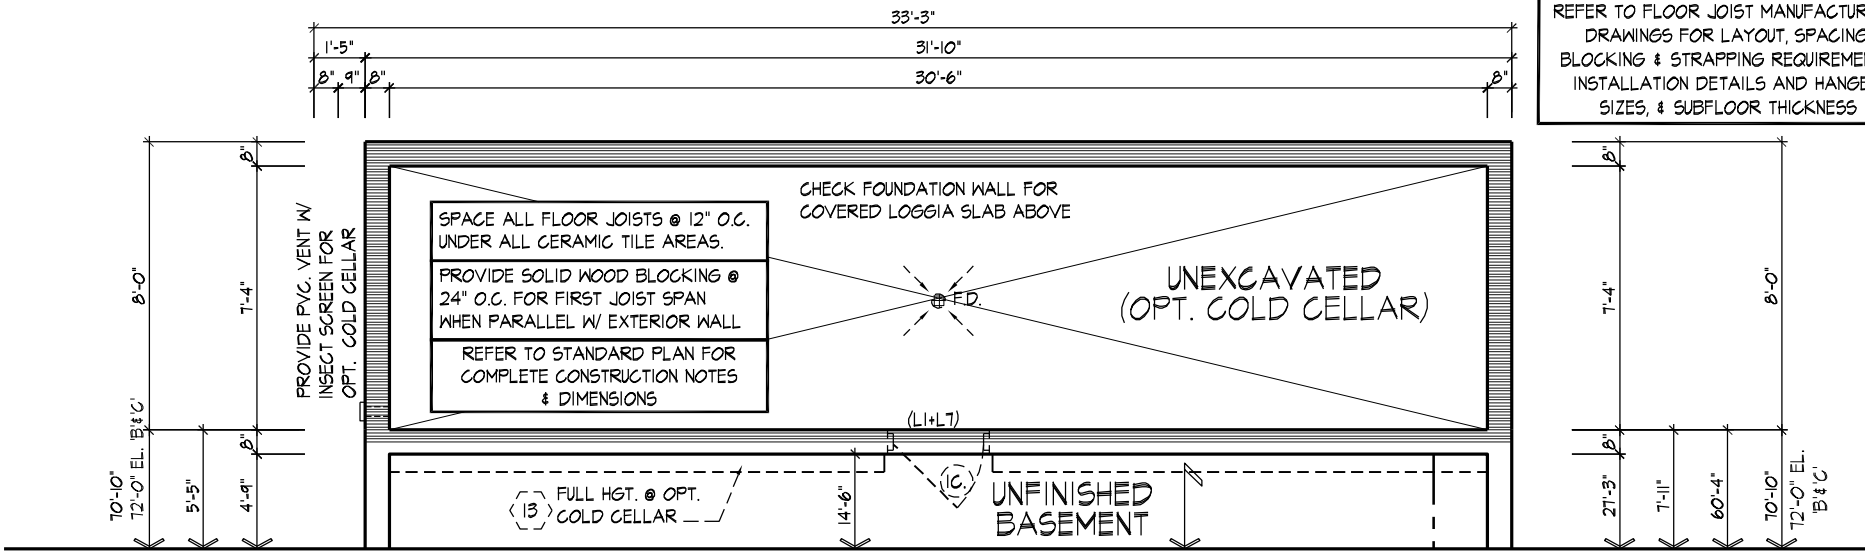 33'-3"
1'-5"
31'-10"
8"
9"
8"
30'-6"
8"
REFER TO FLOOR JOIST MANUFACTUR
DRAWINGS FOR LAYOUT, SPACING
BLOCKING & STRAPPING REQUIREME
INSTALLATION DETAILS AND HANGE
SIZES, & SUBFLOOR THICKNESS
8"
8'-0"
7'-4"
8"
PROVIDE PVC. VENT W/
INSECT SCREEN FOR
OPT. COLD CELLAR
SPACE ALL FLOOR JOISTS @ 12" O.C.
UNDER ALL CERAMIC TILE AREAS.
PROVIDE SOLID WOOD BLOCKING @
24" O.C. FOR FIRST JOIST SPAN
WHEN PARALLEL W/ EXTERIOR WALL
REFER TO STANDARD PLAN FOR
COMPLETE CONSTRUCTION NOTES
& DIMENSIONS
CHECK FOUNDATION WALL FOR
COVERED LOGGIA SLAB ABOVE
F.D.
UNEXCAVATED
(OPT. COLD CELLAR)
8"
7'-4"
8'-0"
8"
(L1+L7)
70'-10"
72'-0" EL. 'B'&'C'
5'-5"
4'-9"
13
FULL HGT. @ OPT.
COLD CELLAR
14'-6"
1C.
UNFINISHED
BASEMENT
27'-3"
7'-11"
60'-4"
70'-10"
72'-0" EL.
'B'&'C'